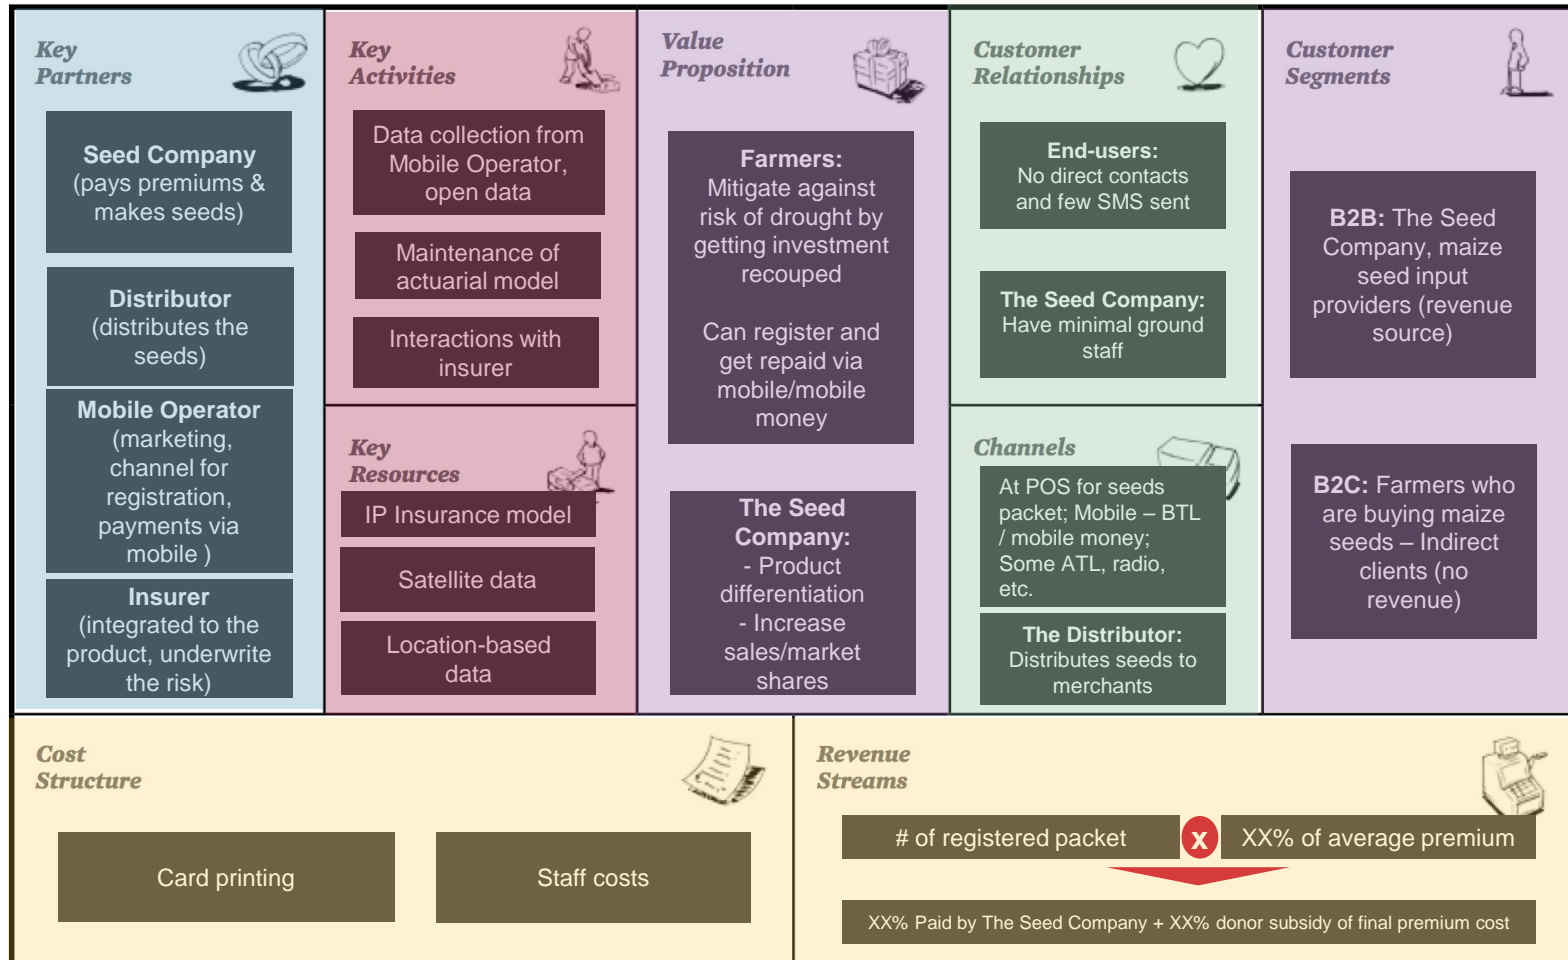 Key
Partners
Seed Company
(pays premiums &
makes seeds)
Distributor
(distributes the
seeds)
Mobile Operator
(marketing,
channel for
registration,
payments via
mobile )
Insurer
(integrated to the
product, underwrite
the risk)
Key
Activities
Data collection from
Mobile Operator,
open data
Maintenance of
actuarial model
Interactions with
insurer
Key
Resources
IP Insurance model
Satellite data
Location-based
data
Value
Proposition
Farmers:
Mitigate against
risk of drought by
getting investment
recouped
Can register and
get repaid via
mobile/mobile
money
The Seed
Company:
- Product
differentiation
- Increase
sales/market
shares
Customer
Relationships
End-users:
No direct contacts
and few SMS sent
The Seed Company:
Have minimal ground
staff
Channels
At POS for seeds
packet; Mobile – BTL
/ mobile money;
Some ATL, radio,
etc.
The Distributor:
Distributes seeds to
merchants
Customer
Segments
B2B: The Seed
Company, maize
seed input
providers (revenue
source)
B2C: Farmers who
are buying maize
seeds – Indirect
clients (no
revenue)
Cost
Structure
Card printing
Staff costs
Revenue
Streams
# of registered packet
x
XX% of average premium
XX% Paid by The Seed Company + XX% donor subsidy of final premium cost